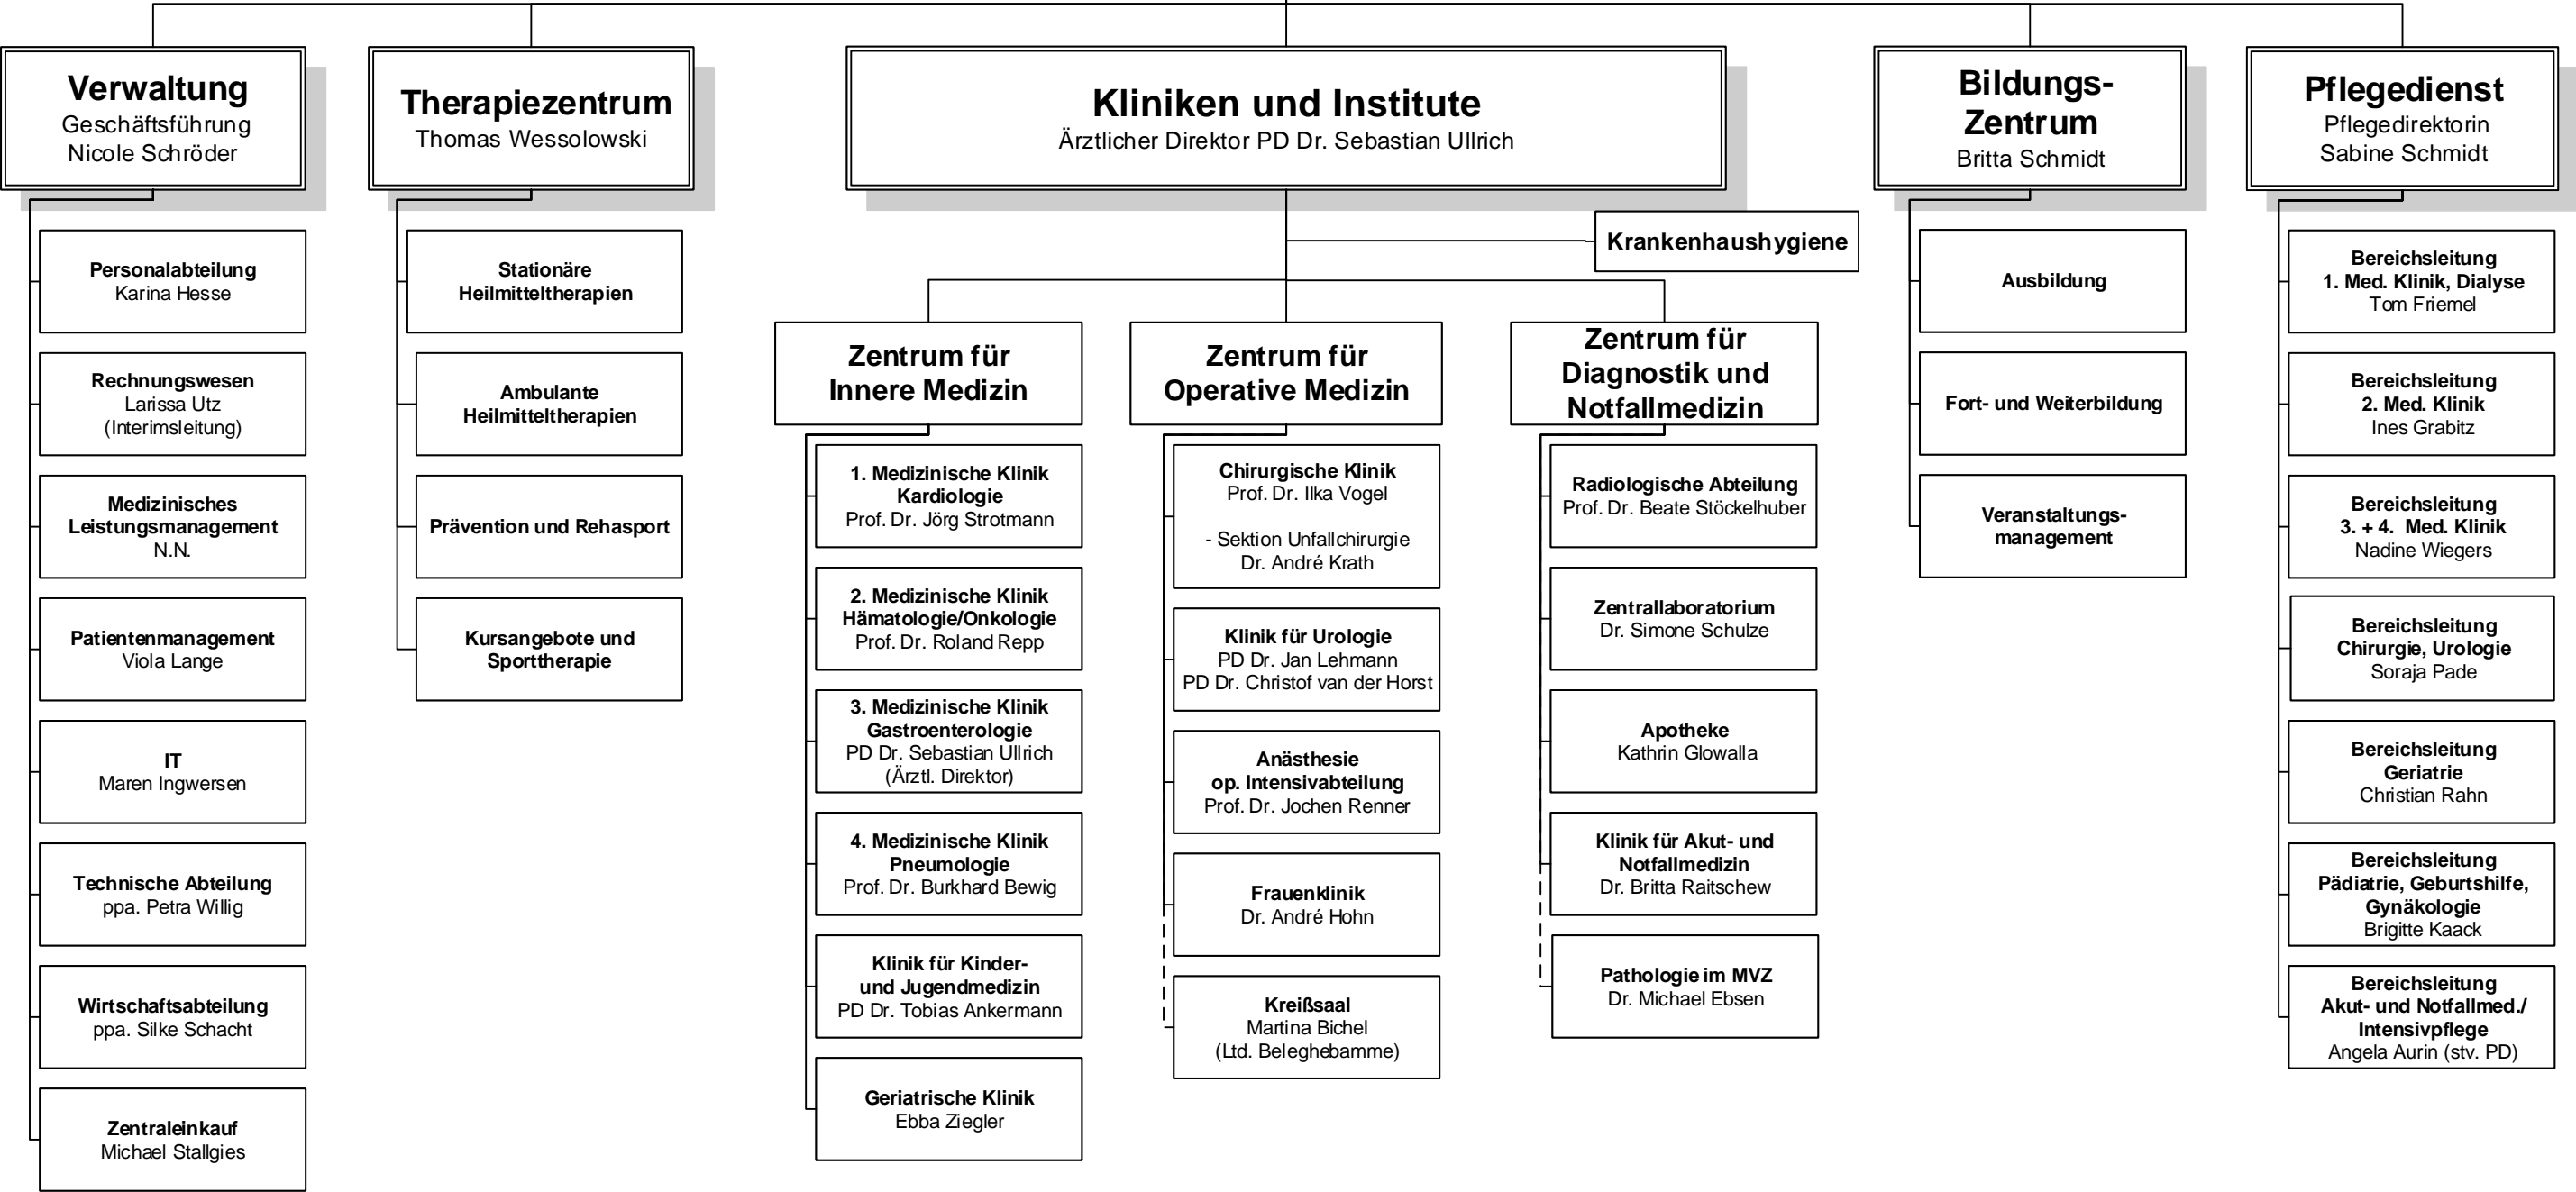 Verwaltung
Geschäftsführung
Nicole Schröder
Personalabteilung
Karina Hesse
Rechnungswesen
Larissa Utz
(Interimsleitung)
Medizinisches
Leistungsmanagement
N.N.
Patientenmanagement
Viola Lange
IT
Maren Ingwersen
Technische Abteilung
ppa. Petra Willig
Wirtschaftsabteilung
ppa. Silke Schacht
Zentraleinkauf
Michael Stallgies
Therapiezentrum
Thomas Wessolowski
Stationäre
Heilmitteltherapien
Ambulante
Heilmitteltherapien
Prävention und Rehasport
Kursangebote und
Sporttherapie
Kliniken und Institute
Ärztlicher Direktor PD Dr. Sebastian Ullrich
Krankenhaushygiene
Zentrum für
Innere Medizin
1. Medizinische Klinik
Kardiologie
Prof. Dr. Jörg Strotmann
2. Medizinische Klinik
Hämatologie/Onkologie
Prof. Dr. Roland Repp
3. Medizinische Klinik
Gastroenterologie
PD Dr. Sebastian Ullrich
(Ärztl. Direktor)
4. Medizinische Klinik
Pneumologie
Prof. Dr. Burkhard Bewig
Klinik für Kinder-
und Jugendmedizin
PD Dr. Tobias Ankermann
Geriatrische Klinik
Ebba Ziegler
Zentrum für
Operative Medizin
Chirurgische Klinik
Prof. Dr. Ilka Vogel
- Sektion Unfallchirurgie
Dr. André Krath
Klinik für Urologie
PD Dr. Jan Lehmann
PD Dr. Christof van der Horst
Anästhesie
op. Intensivabteilung
Prof. Dr. Jochen Renner
Frauenklinik
Dr. André Hohn
Kreißsaal
Martina Bichel
(Ltd. Beleghebamme)
Zentrum für
Diagnostik und
Notfallmedizin
Radiologische Abteilung
Prof. Dr. Beate Stöckelhuber
Zentrallaboratorium
Dr. Simone Schulze
Apotheke
Kathrin Glowalla
Klinik für Akut- und
Notfallmedizin
Dr. Britta Raitschew
Pathologie im MVZ
Dr. Michael Ebsen
Bildungs-
Zentrum
Britta Schmidt
Ausbildung
Fort- und Weiterbildung
Veranstaltungs-
management
Pflegedienst
Pflegedirektorin
Sabine Schmidt
Bereichsleitung
1. Med. Klinik, Dialyse
Tom Friemel
Bereichsleitung
2. Med. Klinik
Ines Grabitz
Bereichsleitung
3. + 4. Med. Klinik
Nadine Wiegers
Bereichsleitung
Chirurgie, Urologie
Soraja Pade
Bereichsleitung
Geriatrie
Christian Rahn
Bereichsleitung
Pädiatrie, Geburtshilfe,
Gynäkologie
Brigitte Kaack
Bereichsleitung
Akut- und Notfallmed./
Intensivpflege
Angela Aurin (stv. PD)